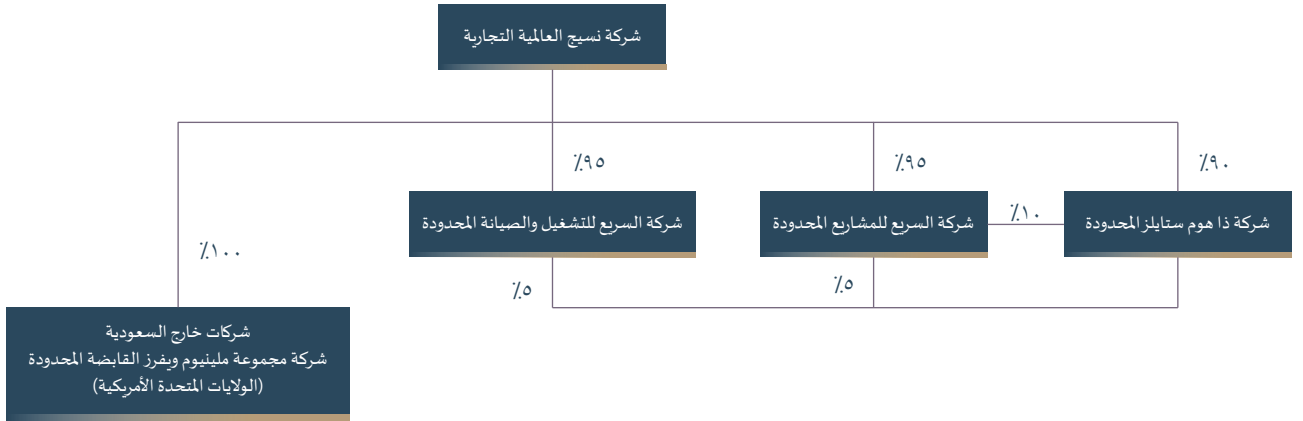 شركة نسيج العالمية التجارية
٪٩٠
٪٩٥
٪٩٥
شركة ذا هوم ستايلز المحدودة
٪١٠
شركة السريع للمشاريع المحدودة
شركة السريع للتشغيل والصيانة المحدودة
٪١٠٠
٪٥
٪٥
شركات خارج السعودية
شركة مجموعة ملينيوم ويفرز القابضة المحدودة
(الولايات المتحدة الأمريكية)